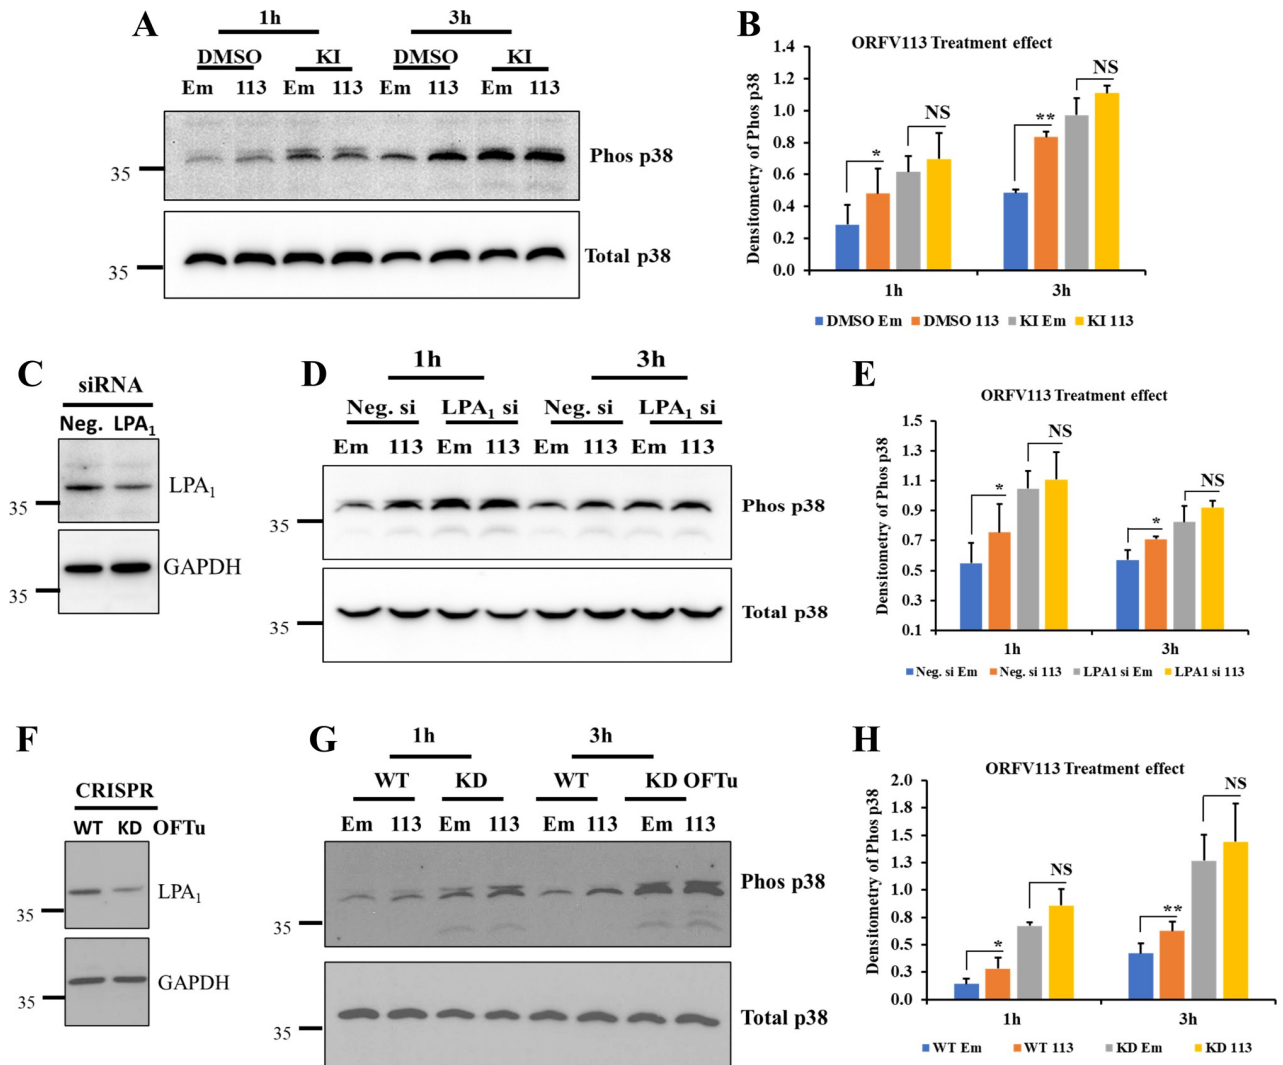 A
1h 3h
DMSO KI DMSO KI
Em 113 Em 113 Em 113 Em 113
Phos p38
35
Total p38
35
B
ORFV113 Treatment effect
Densitometry of Phos p38
1.4
1.2
1.0
0.8
0.6
0.4
0.2
0.0
* NS ** NS
1h 3h
DMSO Em DMSO 113 KI Em KI 113
C
siRNA
Neg. LPA1
LPA1
35
GAPDH
35
D
1h 3h
Neg. si LPA1 si Neg. si LPA1 si
Em 113 Em 113 Em 113 Em 113
Phos p38
35
Total p38
35
E
ORFV113 Treatment effect
Densitometry of Phos p38
1.5
1.3
1.1
0.9
0.7
0.5
0.3
0.1
* NS * NS
1h 3h
Neg. si Em Neg. si 113 LPA1 si Em LPA1 si 113
F
CRISPR
WT KD OFTu
LPA1
35
GAPDH
35
G
1h 3h
WT KD WT KD OFTu
Em 113 Em 113 Em 113 Em 113
Phos p38
35
Total p38
35
H
ORFV113 Treatment effect
Densitometry of Phos p38
2.0
1.8
1.5
1.3
1.0
0.8
0.5
0.3
0.0
* NS ** NS
1h 3h
WT Em WT 113 KD Em KD 113